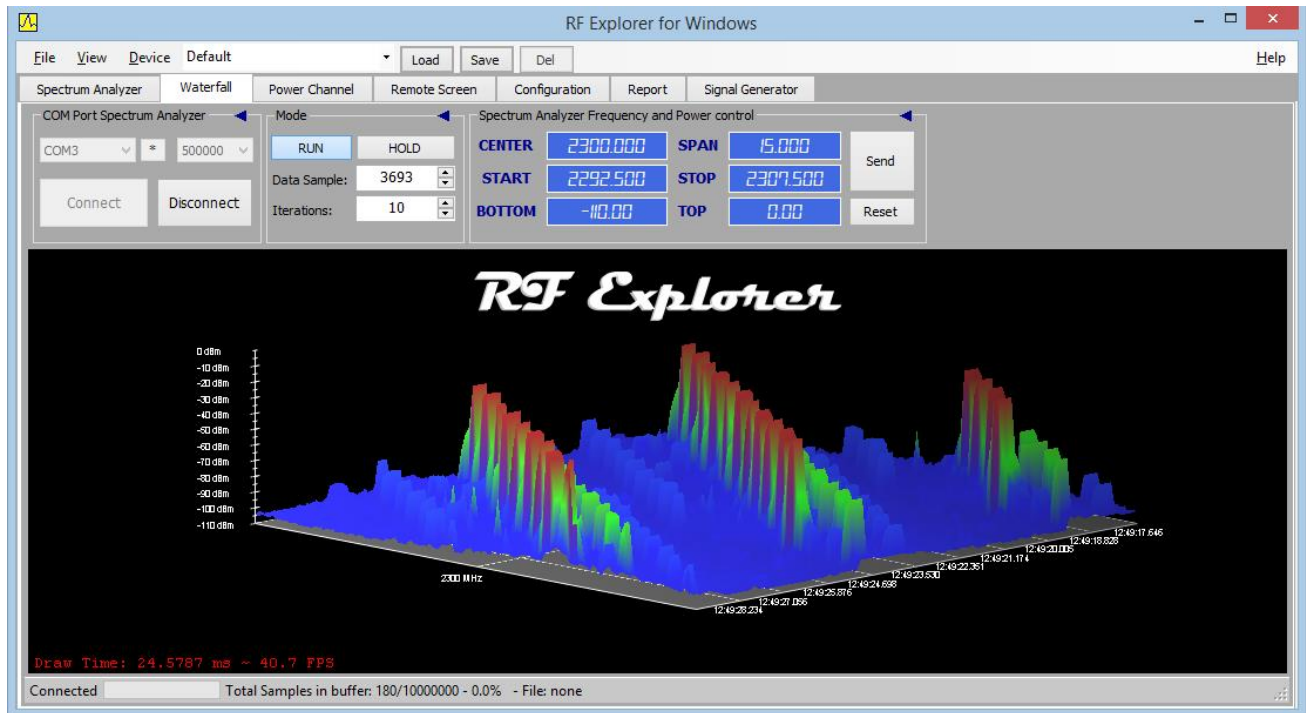 RF Explorer for Windows
File View Device Default Load Save Del Help
Spectrum Analyzer Waterfall Power Channel Remote Screen Configuration Report Signal Generator
COM Port Spectrum Analyzer Mode Spectrum Analyzer Frequency and Power control
COM3 * 500000 RUN HOLD CENTER 2300.000 SPAN 15.000 Send
Connect Disconnect Data Sample: 3693 START 2292.500 STOP 2307.500
Iterations: 10 BOTTOM -110.00 TOP 0.00 Reset
RF Explorer
0 dBm
-10 dBm
-20 dBm
-30 dBm
-40 dBm
-50 dBm
-60 dBm
-70 dBm
-80 dBm
-90 dBm
-100 dBm
-110 dBm
2300 MHz
12:49:17.646
12:49:18.828
12:49:20.005
12:49:21.174
12:49:22.361
12:49:23.530
12:49:24.698
12:49:25.876
12:49:27.056
12:49:28.234
Draw Time: 24.5787 ms ~ 40.7 FPS
Connected Total Samples in buffer: 180/10000000 - 0.0% - File: none